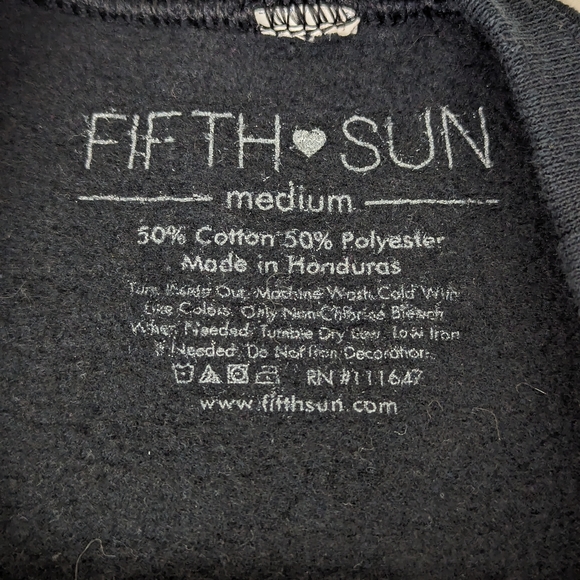 FIFTH♥SUN
medium
50% Cotton 50% Polyester
Made in Honduras
Turn Inside Out. Machine Wash Cold With
Like Colors. Only Non-Chlorine Bleach
When Needed. Tumble Dry Low. Low Iron
If Needed. Do Not Iron Decoration.
RN #111647
www.fifthsun.com